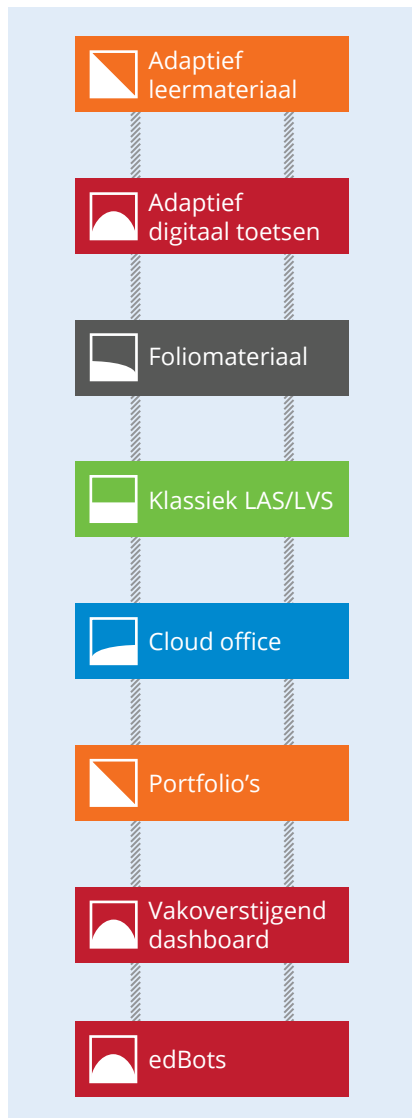 Adaptief
leermateriaal
Adaptief
digitaal toetsen
Foliomateriaal
Klassiek LAS/LVS
Cloud office
Portfolio’s
Vakoverstijgend
dashboard
edBots